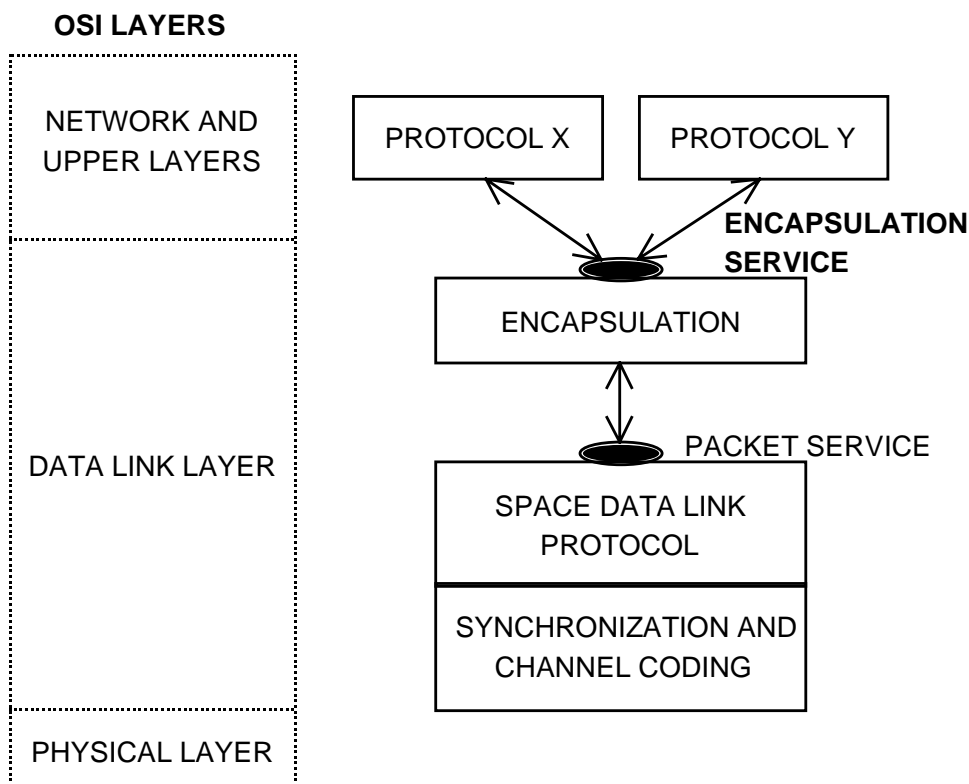 OSI LAYERS
NETWORK AND
UPPER LAYERS
PROTOCOL X
PROTOCOL Y
ENCAPSULATION
SERVICE
ENCAPSULATION
DATA LINK LAYER
PACKET SERVICE
SPACE DATA LINK
PROTOCOL
SYNCHRONIZATION AND
CHANNEL CODING
PHYSICAL LAYER